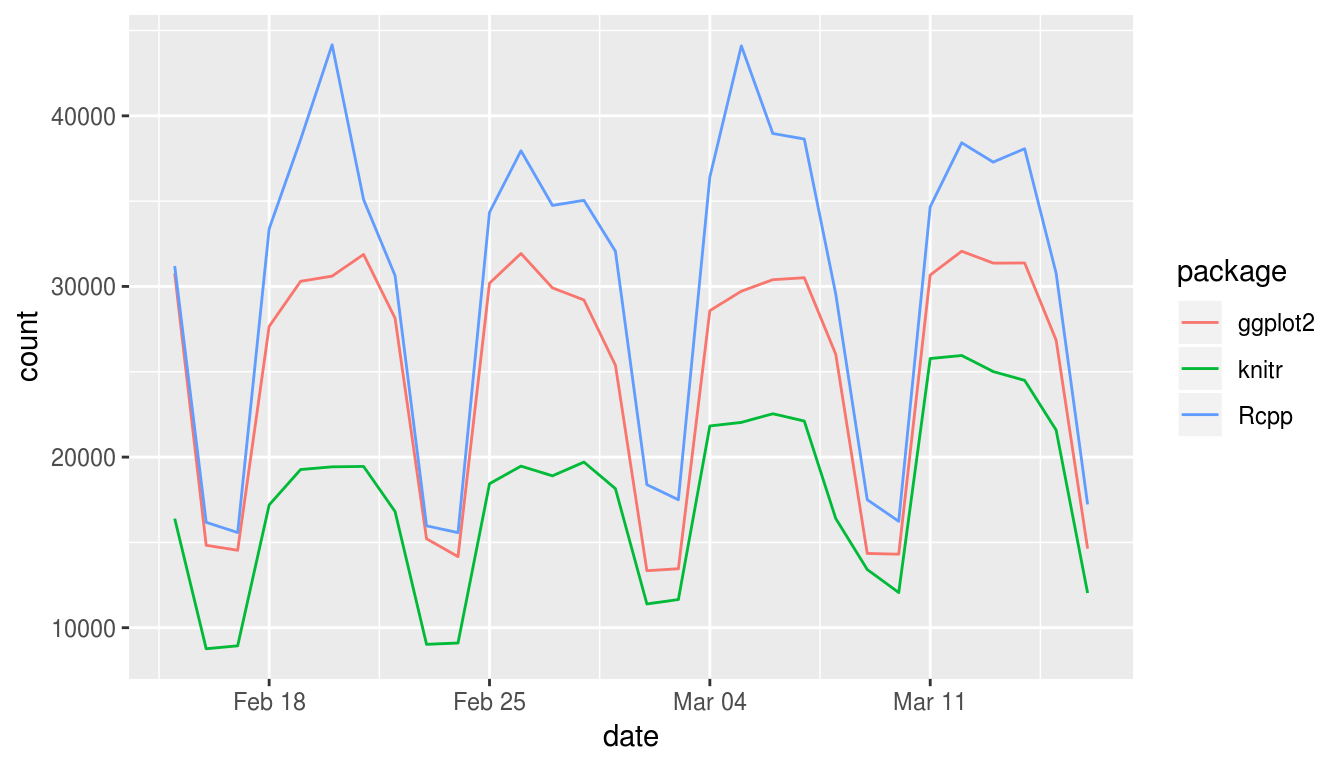 count
40000
30000
20000
10000
Feb 18
Feb 25
Mar 04
Mar 11
date
package
ggplot2
knitr
Rcpp